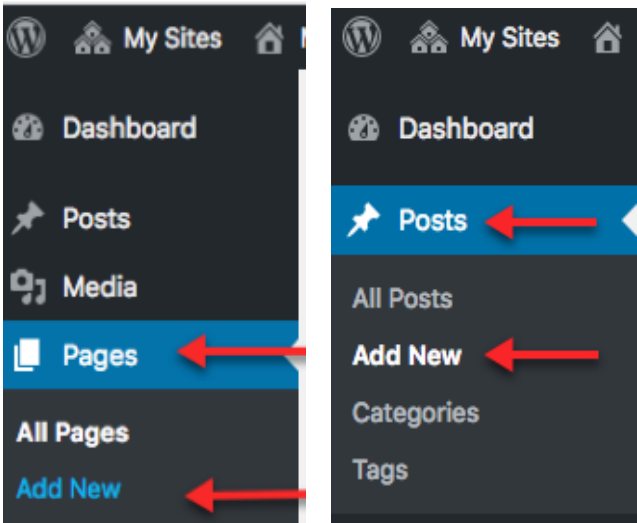 My Sites
Dashboard
Posts
Media
Pages
All Pages
Add New
My Sites
Dashboard
Posts
All Posts
Add New
Categories
Tags